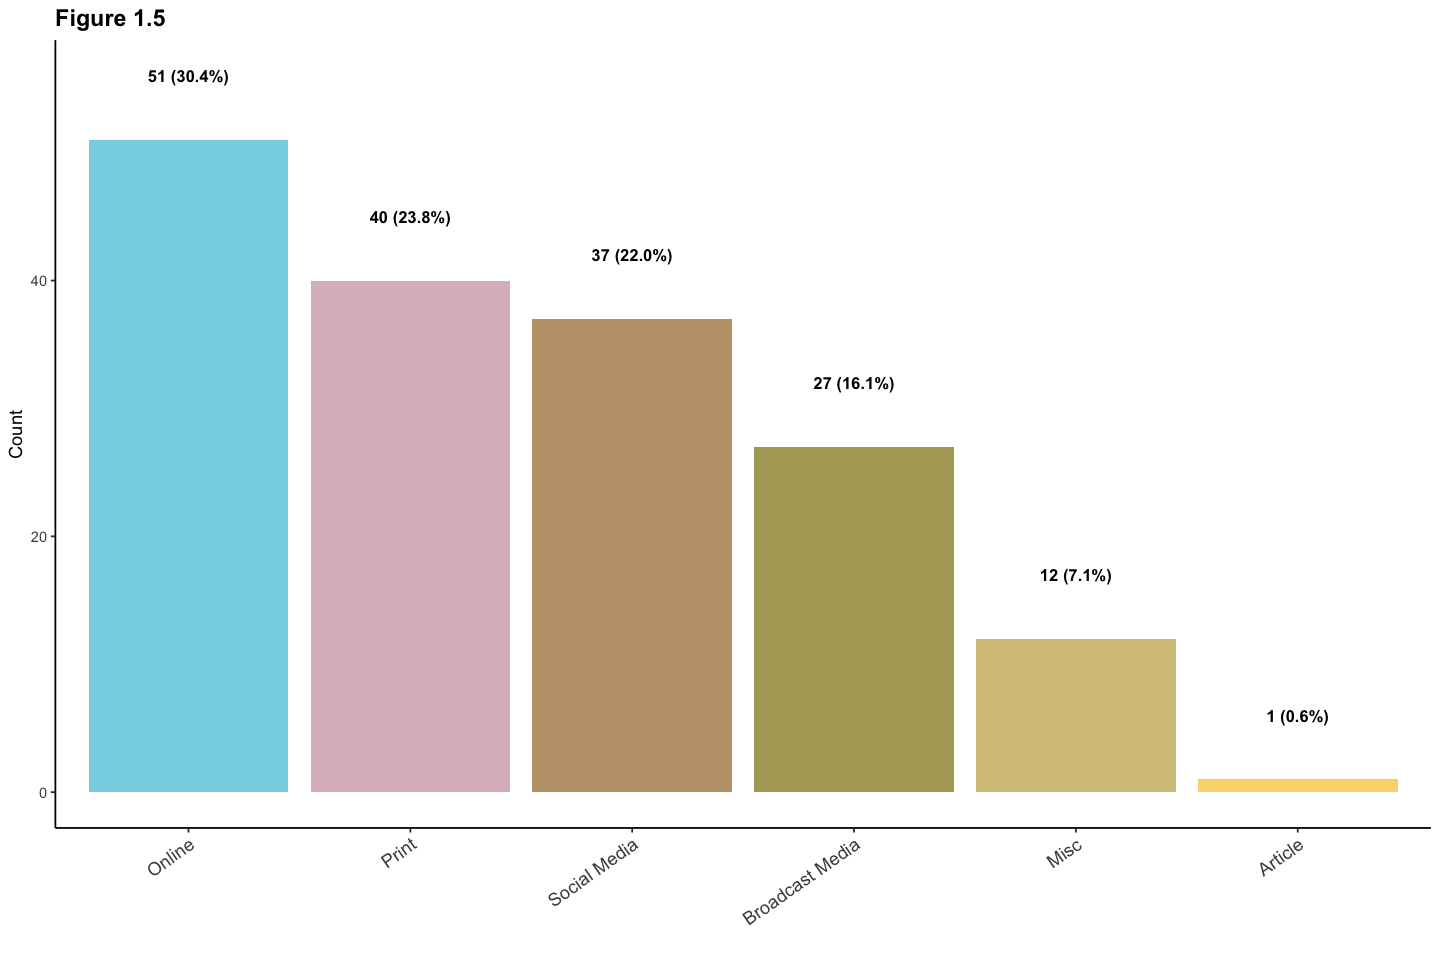 Figure 1.5
51 (30.4%)
40 (23.8%)
37 (22.0%)
27 (16.1%)
12 (7.1%)
1 (0.6%)
Count
40
20
0
Online
Print
Social Media
Broadcast Media
Misc
Article